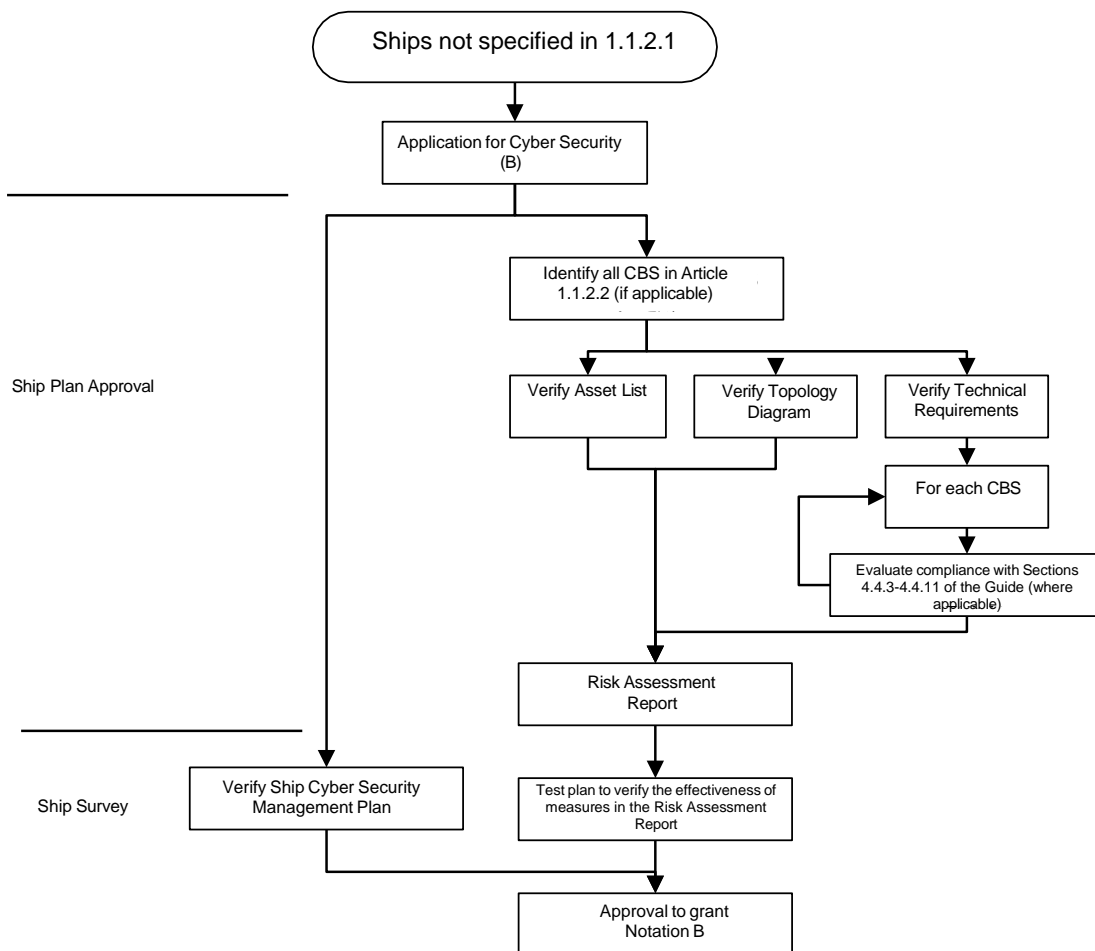 Ships not specified in 1.1.2.1
Application for Cyber Security
(B)
Identify all CBS in Article
1.1.2.2 (if applicable)
Ship Plan Approval
Verify Asset List
Verify Topology
Diagram
Verify Technical
Requirements
For each CBS
Evaluate compliance with Sections
4.4.3-4.4.11 of the Guide (where
applicable)
Risk Assessment
Report
Ship Survey
Verify Ship Cyber Security
Management Plan
Test plan to verify the effectiveness of
measures in the Risk Assessment
Report
Approval to grant
Notation B